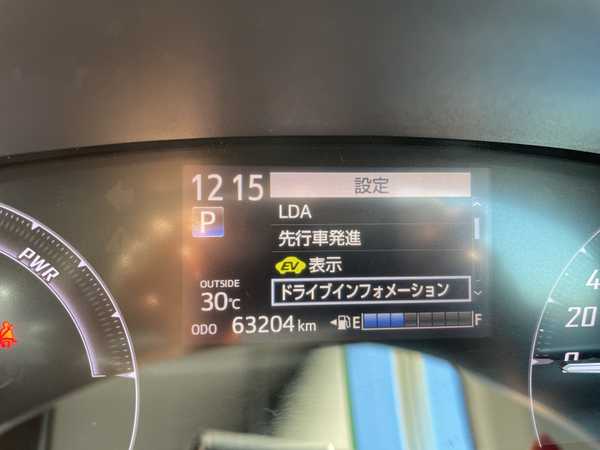 12 15
設定
LDA
先行車発進
P
EV 表示
OUTSIDE
30℃
ドライブインフォメーション
ODO 63204 km
E F
PWR
20
0